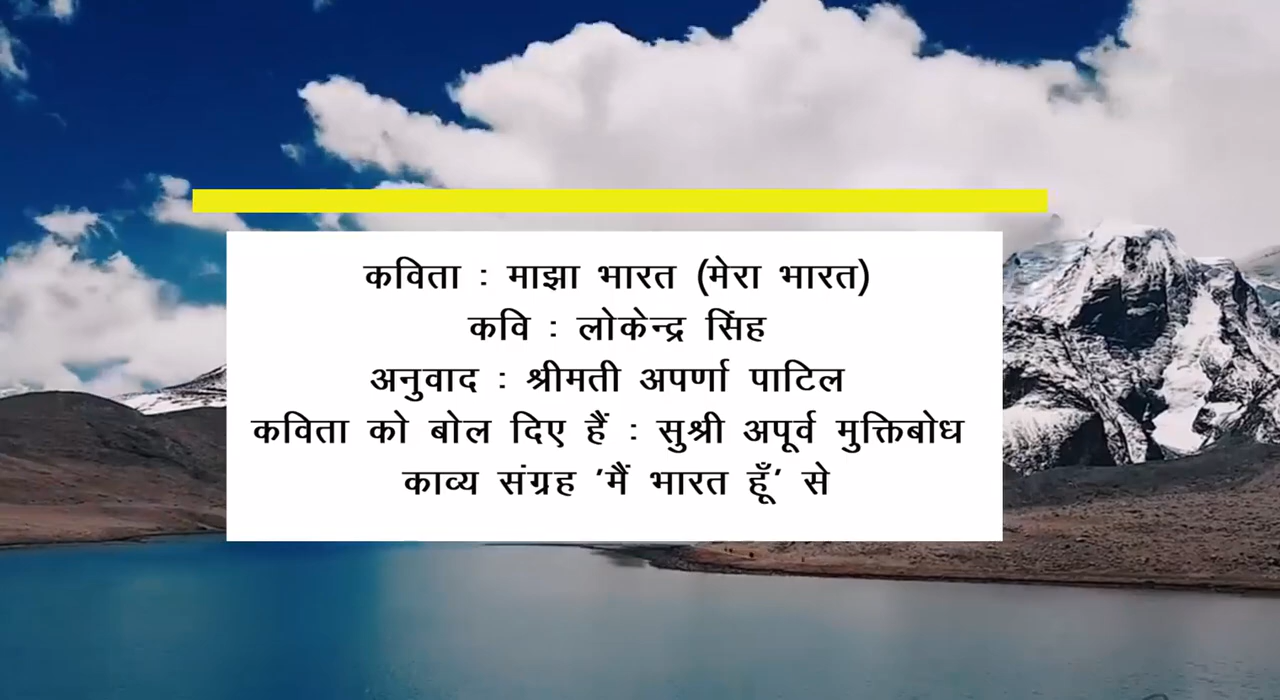 कविता : माझा भारत (मेरा भारत)
कवि : लोकेन्द्र सिंह
अनुवाद : श्रीमती अपर्णा पाटिल
कविता को बोल दिए हैं : सुश्री अपूर्व मुक्तिबोध
काव्य संग्रह 'मैं भारत हूँ' से